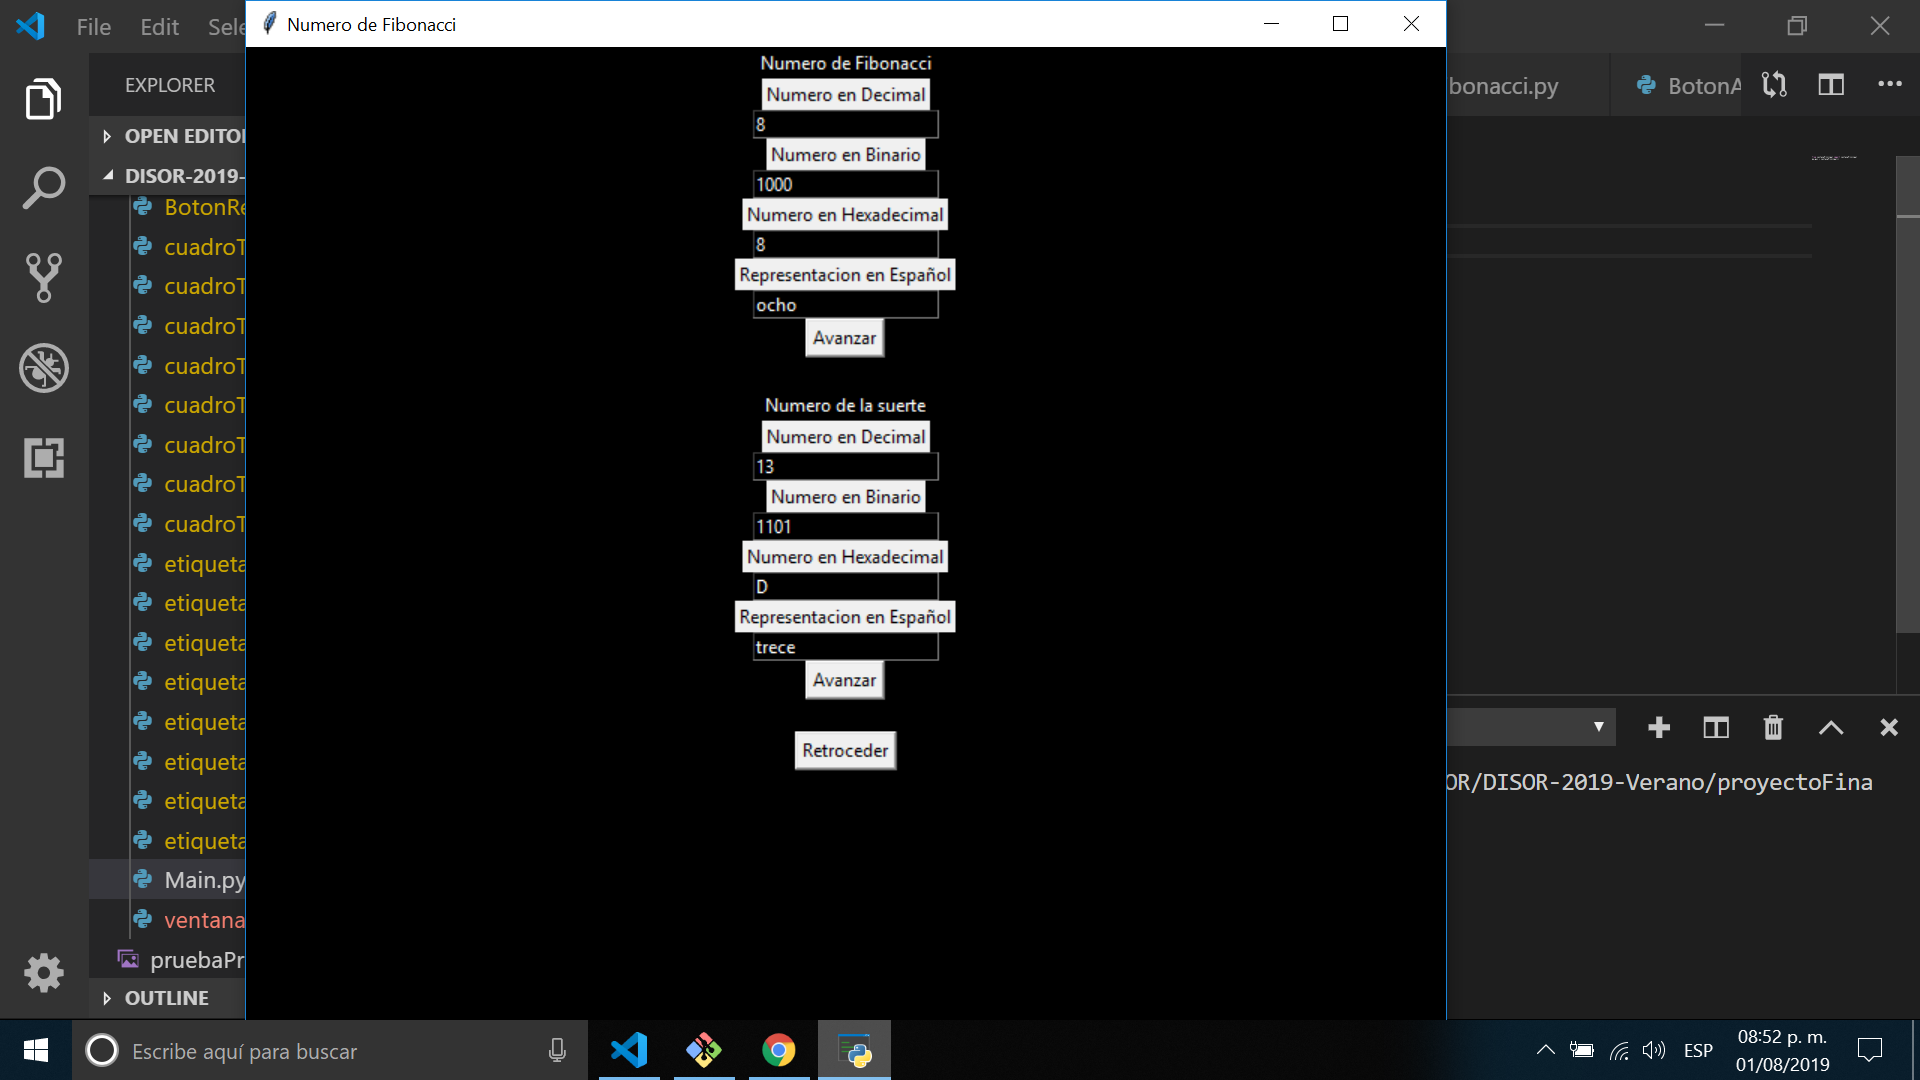 File Edit Sele
Numero de Fibonacci
EXPLORER
bonacci.py
BotonA
OPEN EDITOR
DISOR-2019-
BotonRe
cuadroT
cuadroT
cuadroT
cuadroT
cuadroT
cuadroT
cuadroT
cuadroT
etiqueta
etiqueta
etiqueta
etiqueta
etiqueta
etiqueta
etiqueta
etiqueta
Main.py
ventana
pruebaPr
OUTLINE
Numero de Fibonacci
Numero en Decimal
8
Numero en Binario
1000
Numero en Hexadecimal
8
Representacion en Español
ocho
Avanzar
Numero de la suerte
Numero en Decimal
13
Numero en Binario
1101
Numero en Hexadecimal
D
Representacion en Español
trece
Avanzar
Retroceder
OR/DISOR-2019-Verano/proyectoFina
Escribe aquí para buscar
ESP
08:52 p. m.
01/08/2019